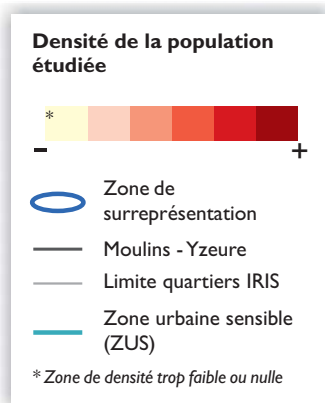 Densité de la population
étudiée
*
- +
Zone de
surreprésentation
Moulins - Yzeure
Limite quartiers IRIS
Zone urbaine sensible
(ZUS)
* Zone de densité trop faible ou nulle